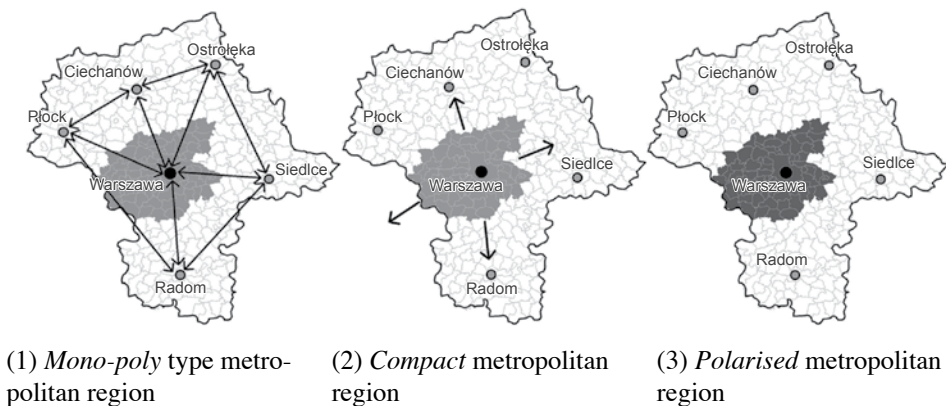 Ostrołęka
Ciechanów
Płock
Warszawa
Siedlce
Radom
Ostrołęka
Ciechanów
Płock
Warszawa
Siedlce
Radom
Ostrołęka
Ciechanów
Płock
Warszawa
Siedlce
Radom
(1) Mono-poly type metro-
politan region
(2) Compact metropolitan
region
(3) Polarised metropolitan
region